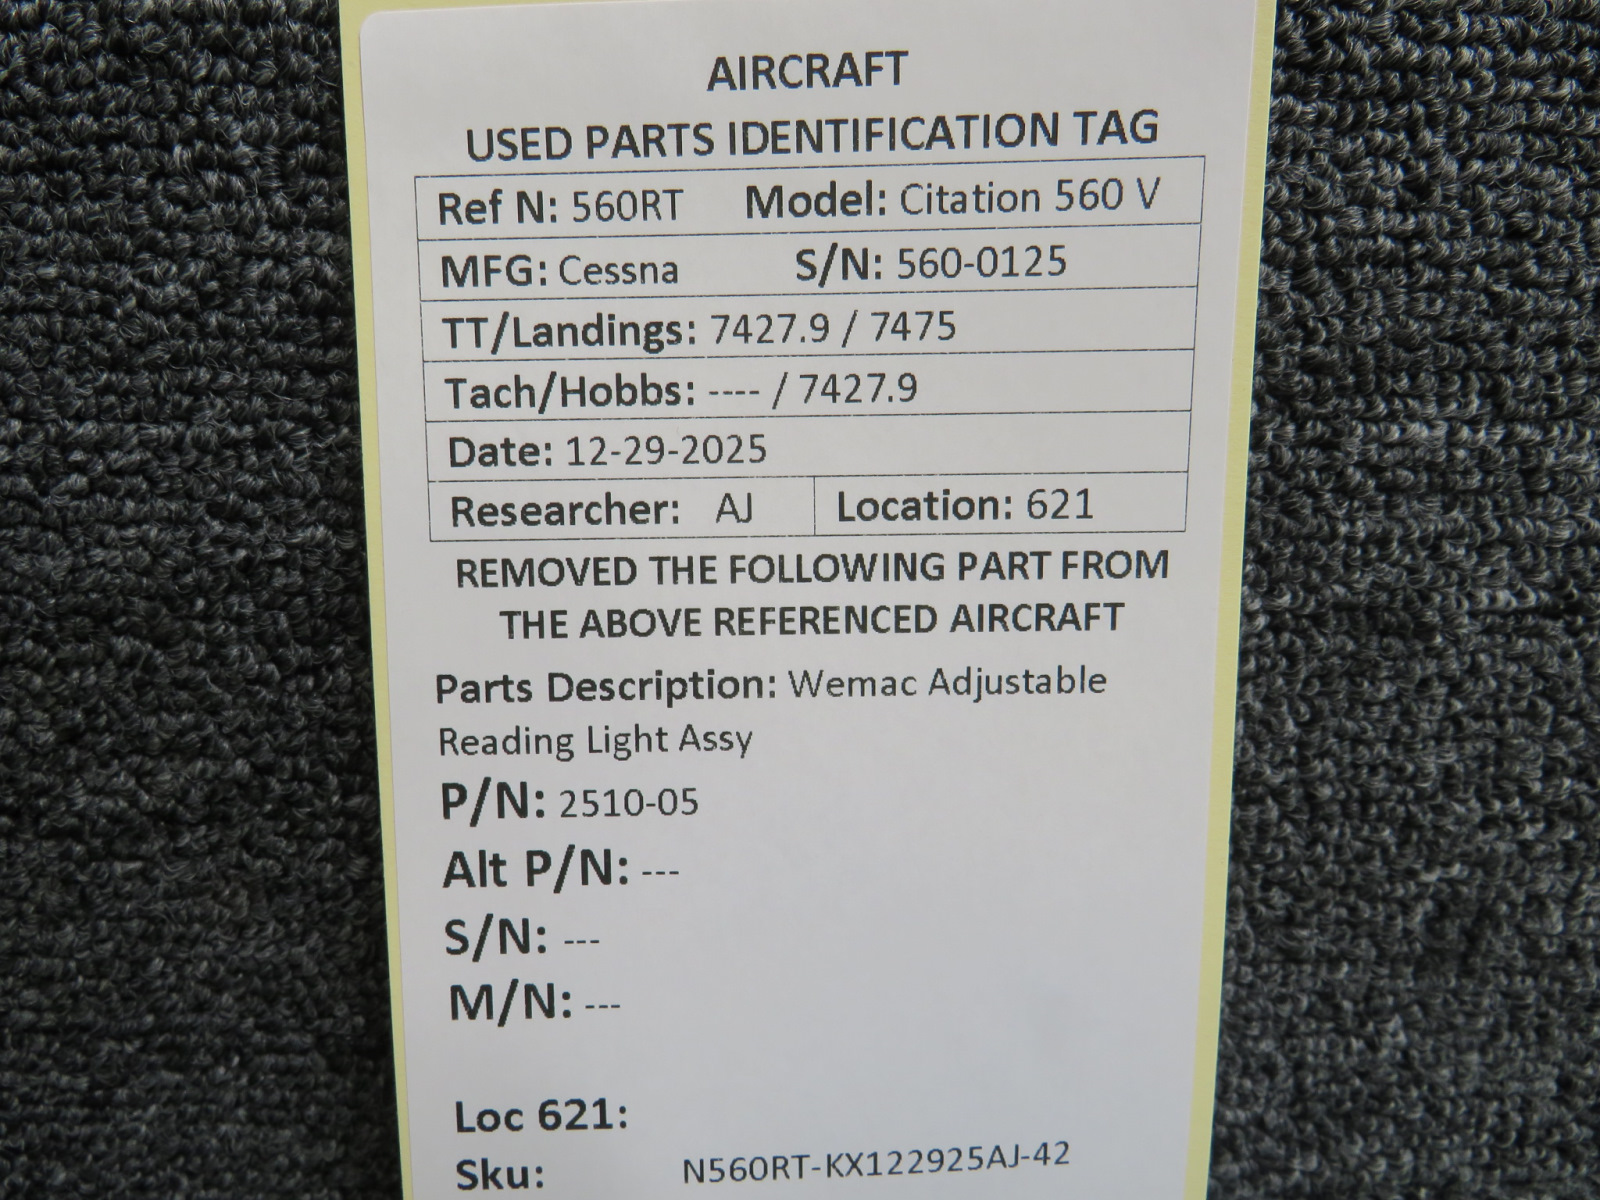 AIRCRAFT
USED PARTS IDENTIFICATION TAG
Ref N: 560RT Model: Citation 560 V
MFG: Cessna S/N: 560-0125
TT/Landings: 7427.9 / 7475
Tach/Hobbs: ---- / 7427.9
Date: 12-29-2025
Researcher: AJ Location: 621
REMOVED THE FOLLOWING PART FROM
THE ABOVE REFERENCED AIRCRAFT
Parts Description: Wemac Adjustable
Reading Light Assy
P/N: 2510-05
Alt P/N: ---
S/N: ---
M/N: ---
Loc 621:
Sku: N560RT-KX122925AJ-42